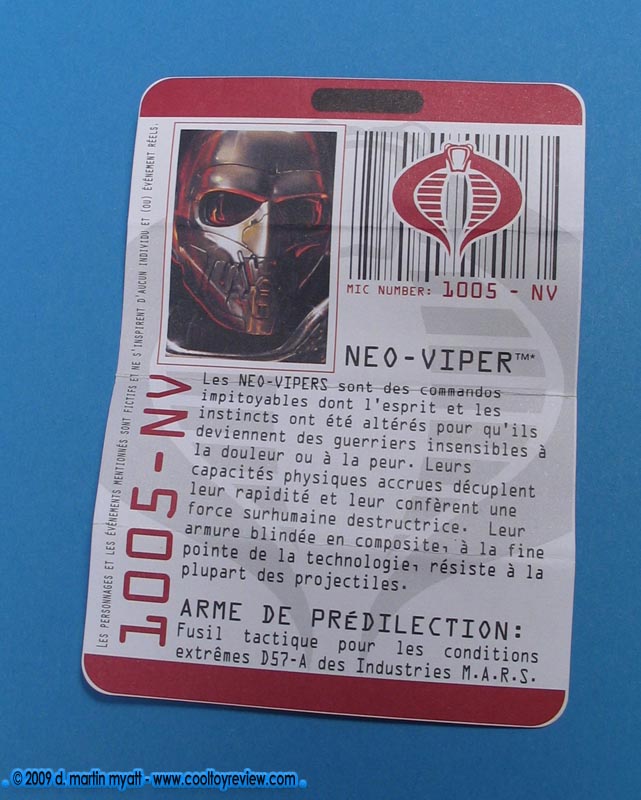 MIC NUMBER: 1005 - NV
NEO-VIPER™*
Les NEO-VIPERS sont des commandos
impitoyables dont l'esprit et les
instincts ont été altérés pour qu'ils
deviennent des guerriers insensibles à
la douleur ou à la peur. Leurs
capacités physiques accrues décuplent
leur rapidité et leur confèrent une
force surhumaine destructrice. Leur
armure blindée en composite, à la fine
pointe de la technologie, résiste à la
plupart des projectiles.
ARME DE PRÉDILECTION:
Fusil tactique pour les conditions
extrêmes D57-A des Industries M.A.R.S.
1005-NV
LES PERSONNAGES ET LES ÉVÉNEMENTS MENTIONNÉS SONT FICTIFS ET NE S'INSPIRENT D'AUCUN INDIVIDU ET (OU) ÉVÉNEMENT RÉELS.
© 2009 d. martin myatt - www.cooltoyreview.com